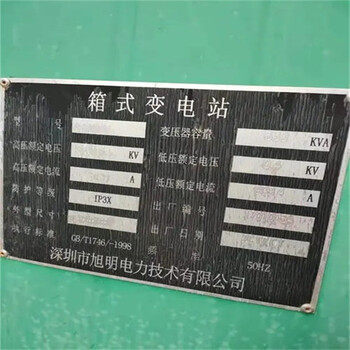 箱式变电站
型 号 变压器容量 KVA
高压额定电压 KV 低压额定电压 KV
高压额定电流 A 低压额定电流 A
防护等级 IP3X 出厂编号
外型尺寸 出厂日期
执行标准 GB/T1746/-1998 频 率 50HZ
深圳市旭明电力技术有限公司